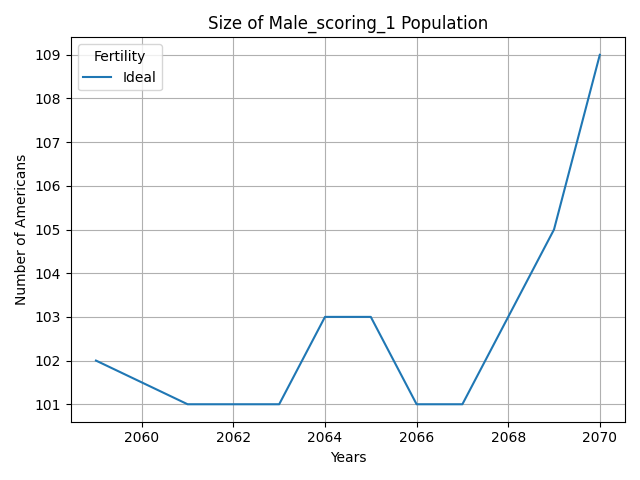 Size of Male_scoring_1 Population
Number of Americans
109
108
107
106
105
104
103
102
101
Fertility
Ideal
2060 2062 2064 2066 2068 2070
Years